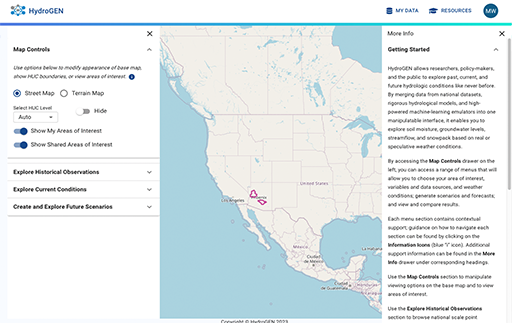 HydroGEN
MY DATA
RESOURCES
MW
Map Controls
Use options below to modify appearance of base map,
show HUC boundaries, or view areas of interest.
Street Map
Terrain Map
Select HUC Level
Auto
Hide
Show My Areas of Interest
Show Shared Areas of Interest
Explore Historical Observations
Explore Current Conditions
Create and Explore Future Scenarios
United States
Los Angeles
México
Ciudad de México
Ciudad de Guatemala
Copyright © HydroGEN 2023
More Info
Getting Started
HydroGEN allows researchers, policy-makers,
and the public to explore past, current, and
future hydrologic conditions like never before.
By merging data from national datasets,
rigorous hydrological models, and high-
powered machine-learning emulators into one
manipulatable interface, it enables you to
explore soil moisture, groundwater levels,
streamflow, and snowpack based on real or
speculative weather conditions.
By accessing the Map Controls drawer on the
left, you can access a range of menus that will
allow you to choose your area of interest,
variables and data sources, and weather
conditions; generate scenarios and forecasts;
and view and compare results.
Each menu section contains contextual
support; guidance on how to navigate each
section can be found by clicking on the
Information Icons (blue "i" icon). Additional
support information can be found in the More
Info drawer under corresponding headings.
Use the Map Controls section to manipulate
viewing options on the base map and to view
areas of interest.
Use the Explore Historical Observations
section to browse national scale point